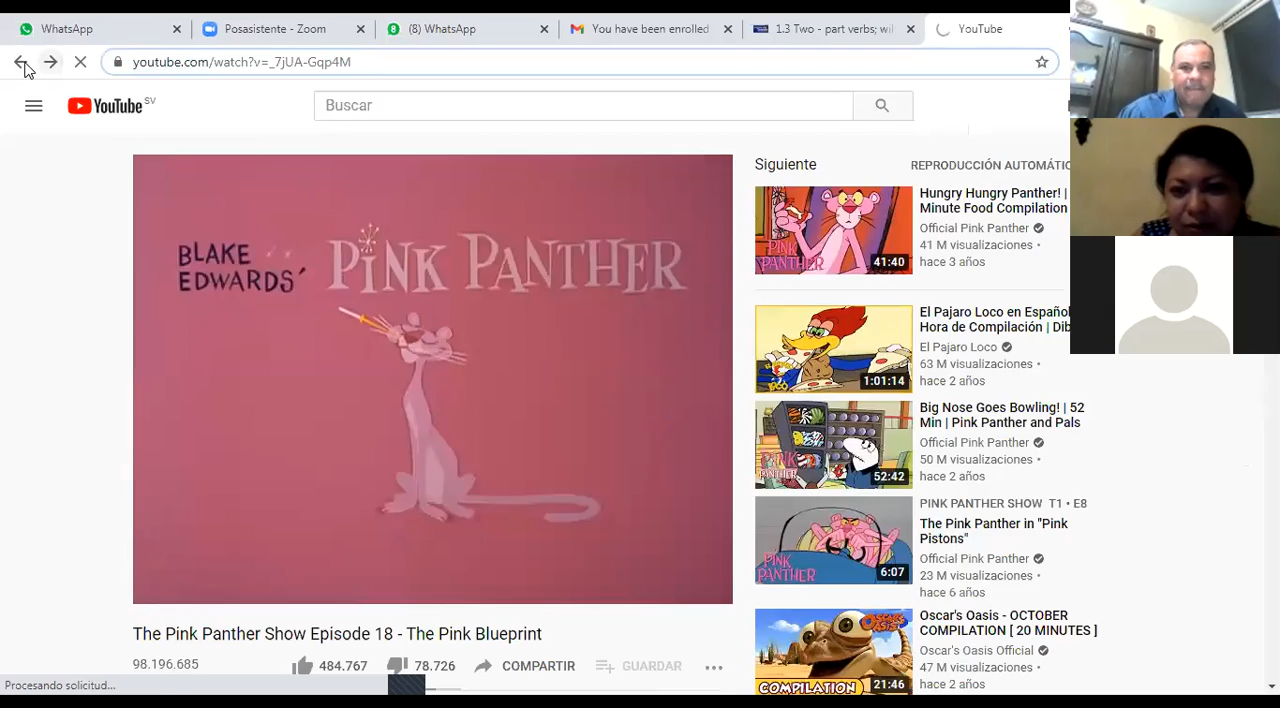 WhatsApp
Posasistente - Zoom
(8) WhatsApp
You have been enrolled
1.3 Two - part verbs; wil
YouTube
youtube.com/watch?v=_7jUA-Gqp4M
YouTube SV
Buscar
BLAKE EDWARDS' PINK PANTHER
Siguiente
REPRODUCCIÓN AUTOMÁTIC
Hungry Hungry Panther! |
Minute Food Compilation
Official Pink Panther
41 M visualizaciones •
hace 3 años
PINK PANTHER
41:40
El Pajaro Loco en Español
Hora de Compilación | Dib
El Pajaro Loco
63 M visualizaciones •
hace 2 años
1:01:14
Big Nose Goes Bowling! | 52
Min | Pink Panther and Pals
Official Pink Panther
50 M visualizaciones •
hace 2 años
52:42
PINK PANTHER SHOW T1 • E8
The Pink Panther in "Pink
Pistons"
Official Pink Panther
23 M visualizaciones •
hace 6 años
PINK PANTHER
6:07
Oscar's Oasis - OCTOBER
COMPILATION [ 20 MINUTES ]
Oscar's Oasis Official
47 M visualizaciones •
hace 2 años
COMPILATION
21:46
The Pink Panther Show Episode 18 - The Pink Blueprint
98.196.685
484.767
78.726
COMPARTIR
GUARDAR
Procesando solicitud...